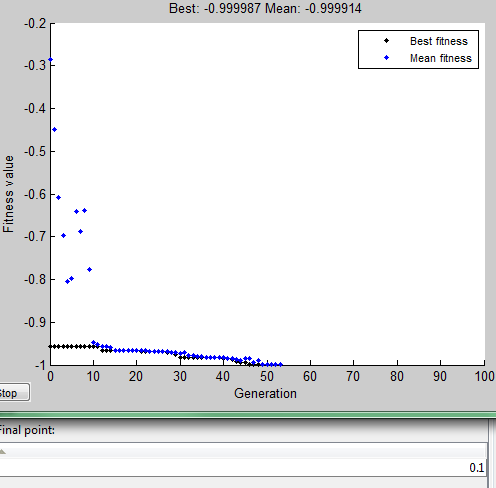 Best: -0.999987 Mean: -0.999914
-0.2
-0.3
-0.4
-0.5
-0.6
-0.7
-0.8
-0.9
-1
Fitness value
Best fitness
Mean fitness
0 10 20 30 40 50 60 70 80 90 100
Generation
Stop
Final point:
0.1